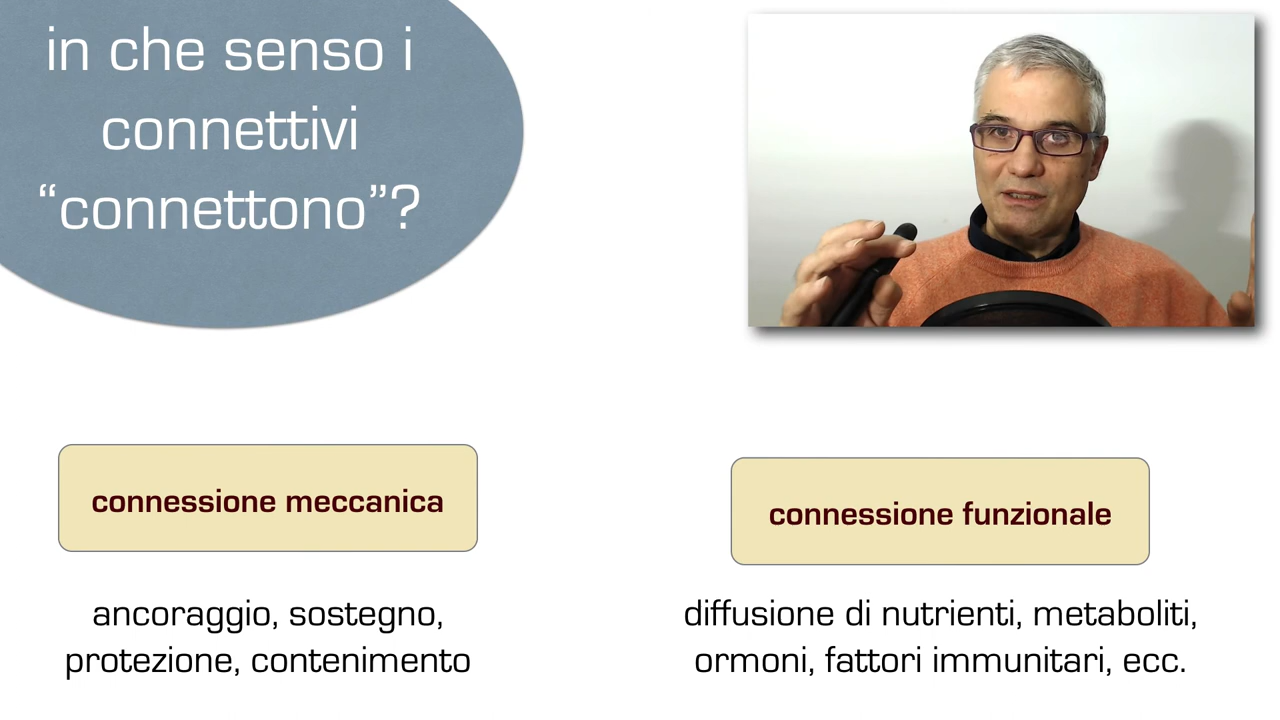 in che senso i
connettivi
“connettono”?
connessione meccanica
ancoraggio, sostegno,
protezione, contenimento
connessione funzionale
diffusione di nutrienti, metaboliti,
ormoni, fattori immunitari, ecc.